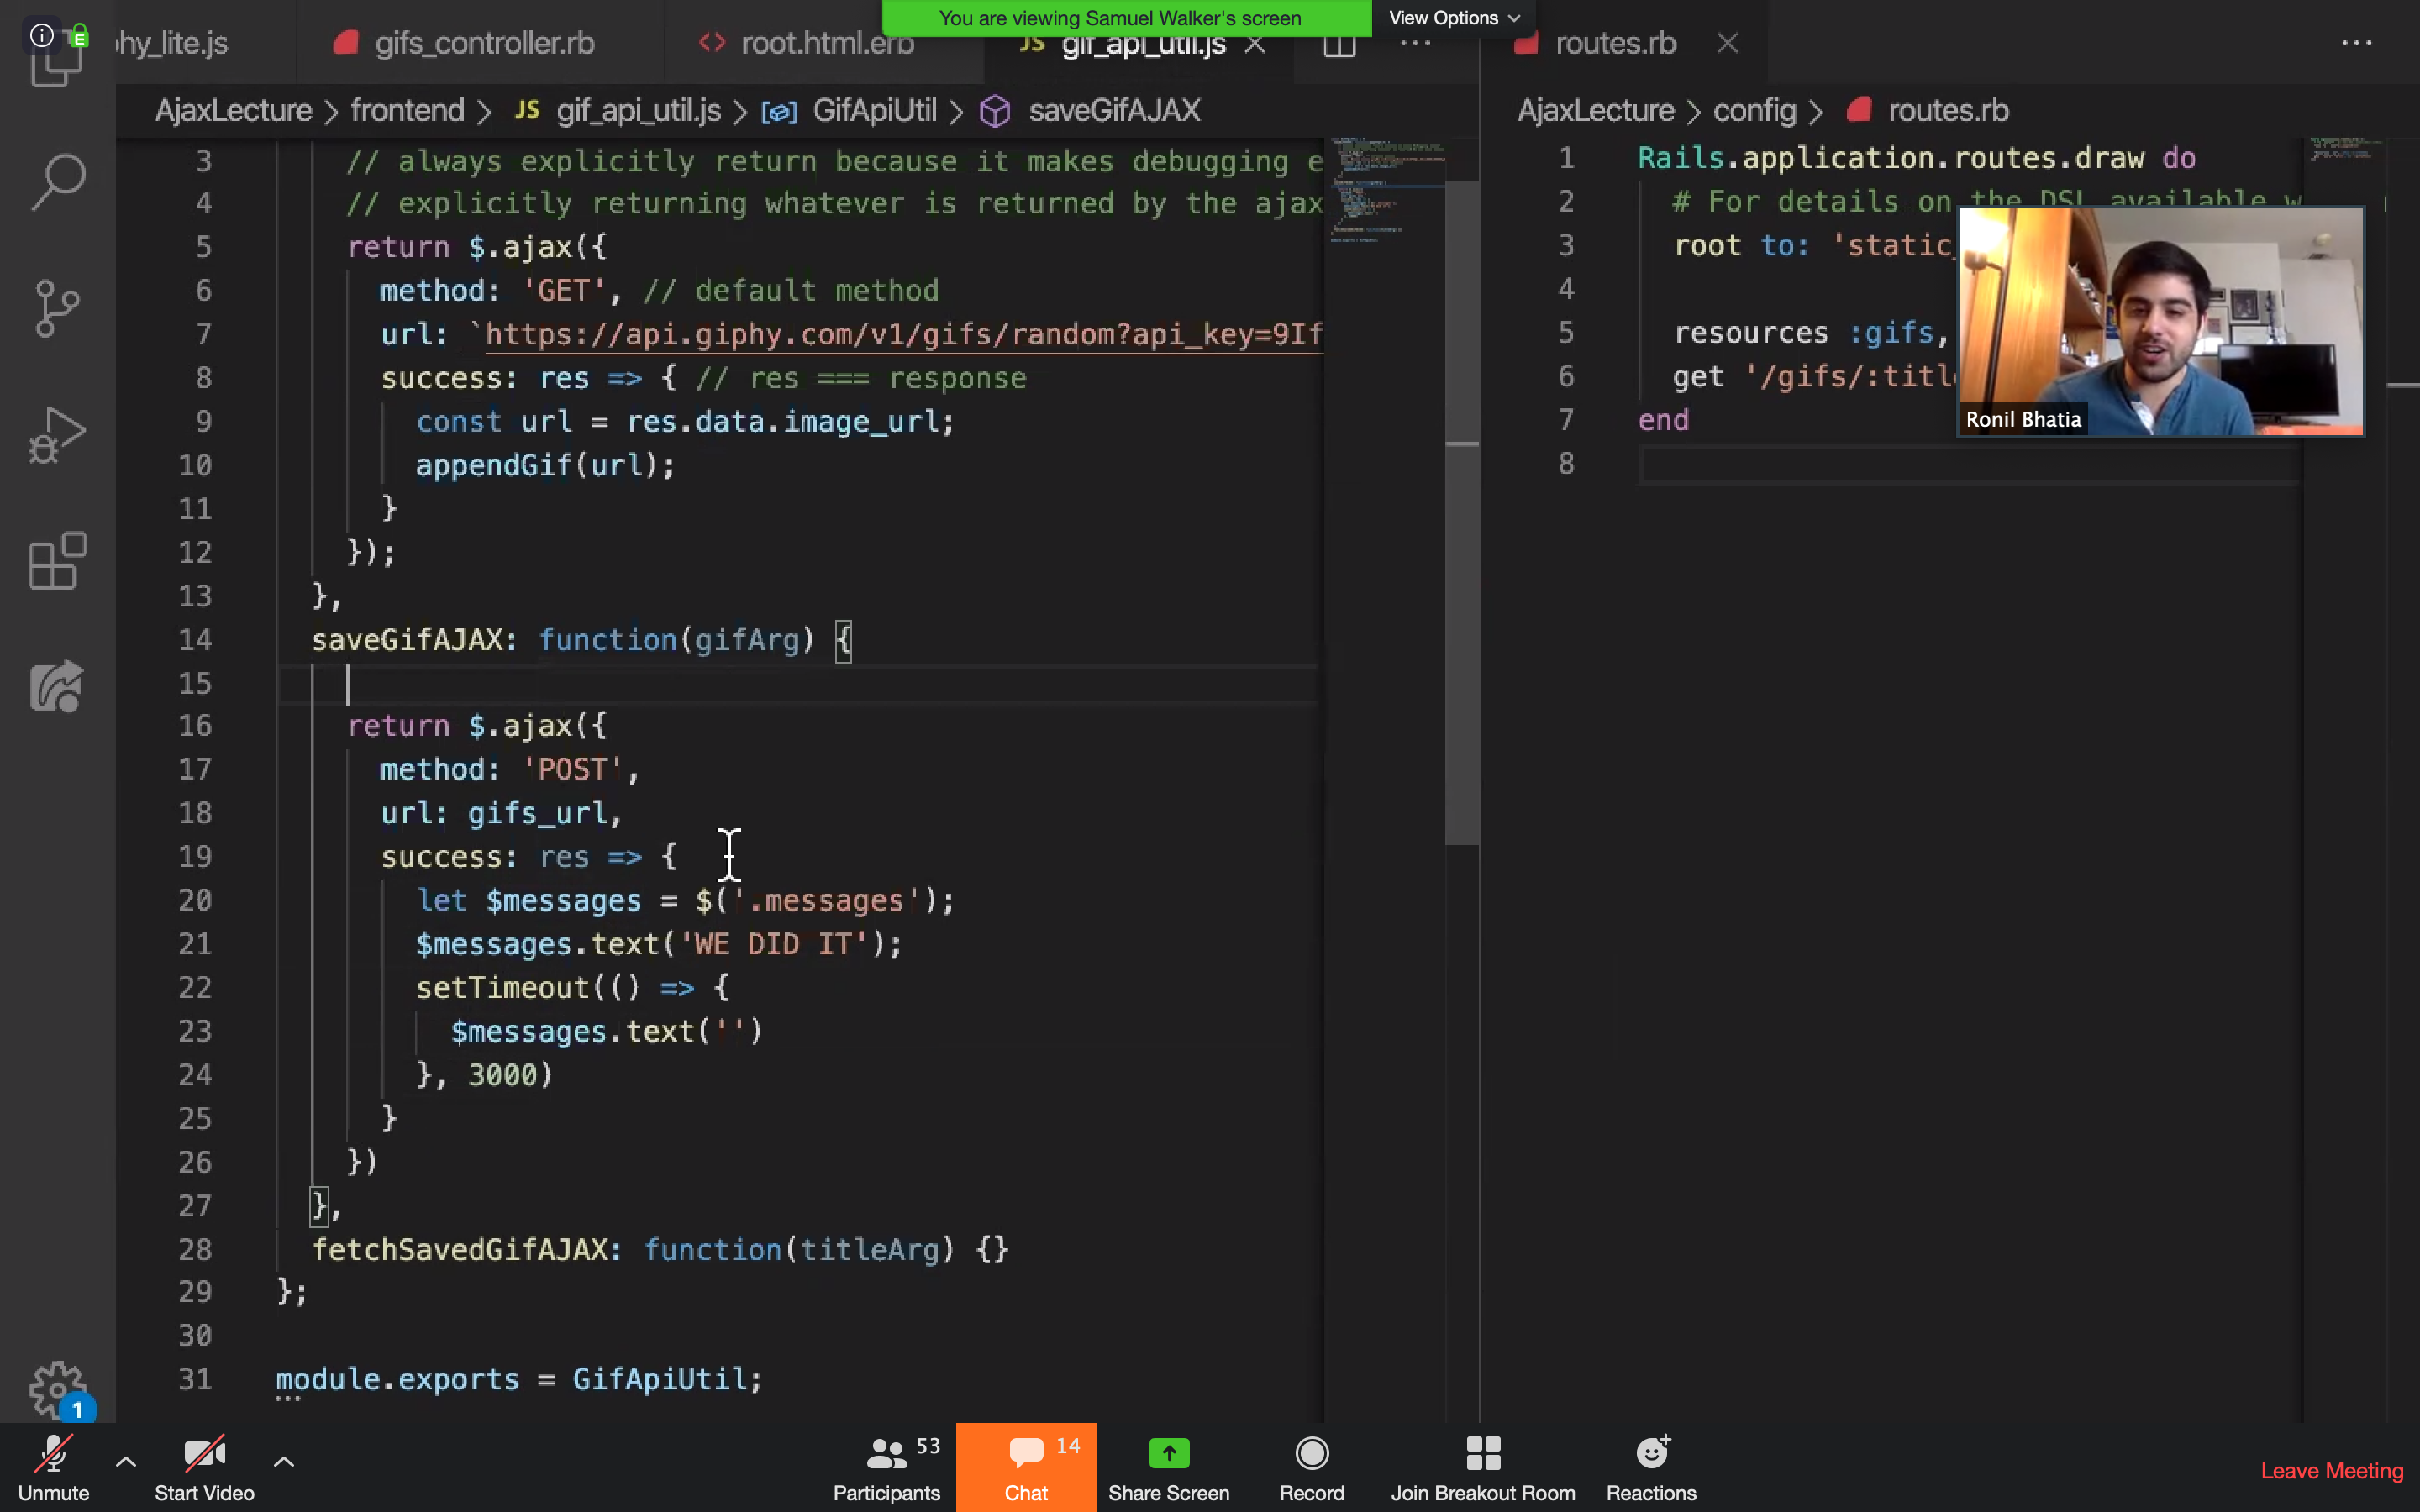 You are viewing Samuel Walker's screen View Options
hy_lite.js gifs_controller.rb root.html.erb JS gif_api_util.js routes.rb
AjaxLecture > frontend > JS gif_api_util.js > GifApiUtil > saveGifAJAX
3 // always explicitly return because it makes debugging e
4 // explicitly returning whatever is returned by the ajax
5 return $.ajax({
6 method: 'GET', // default method
7 url: `https://api.giphy.com/v1/gifs/random?api_key=9If
8 success: res => { // res === response
9 const url = res.data.image_url;
10 appendGif(url);
11 }
12 });
13 },
14 saveGifAJAX: function(gifArg) {
15
16 return $.ajax({
17 method: 'POST',
18 url: gifs_url,
19 success: res => {
20 let $messages = $('.messages');
21 $messages.text('WE DID IT');
22 setTimeout(() => {
23 $messages.text('')
24 }, 3000)
25 }
26 })
27 },
28 fetchSavedGifAJAX: function(titleArg) {}
29 };
30
31 module.exports = GifApiUtil;
AjaxLecture > config > routes.rb
1 Rails.application.routes.draw do
2 # For details on the DSL available w
3 root to: 'static_
4
5 resources :gifs,
6 get '/gifs/:titl
7 end
8
Ronil Bhatia
1
Unmute Start Video 53 Participants 14 Chat Share Screen Record Join Breakout Room Reactions Leave Meeting